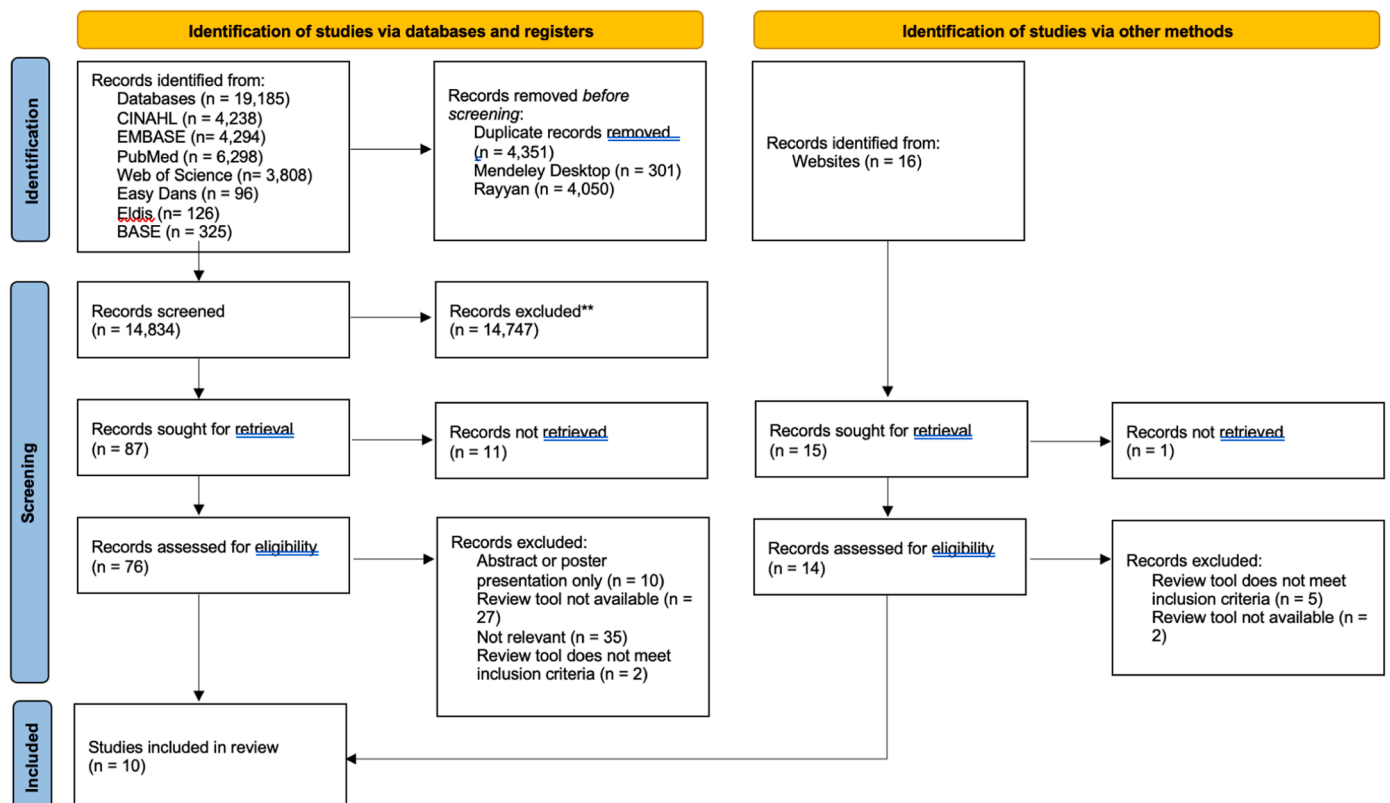 Identification of studies via databases and registers
Identification of studies via other methods
Identification
Records identified from:
Databases (n = 19,185)
CINAHL (n = 4,238)
EMBASE (n= 4,294)
PubMed (n = 6,298)
Web of Science (n= 3,808)
Easy Dans (n = 96)
Eldis (n= 126)
BASE (n = 325)
Records removed before
screening:
Duplicate records removed
(n = 4,351)
Mendeley Desktop (n = 301)
Rayyan (n = 4,050)
Records identified from:
Websites (n = 16)
Screening
Records screened
(n = 14,834)
Records excluded**
(n = 14,747)
Records sought for retrieval
(n = 87)
Records not retrieved
(n = 11)
Records sought for retrieval
(n = 15)
Records not retrieved
(n = 1)
Records assessed for eligibility
(n = 76)
Records excluded:
Abstract or poster
presentation only (n = 10)
Review tool not available (n =
27)
Not relevant (n = 35)
Review tool does not meet
inclusion criteria (n = 2)
Records assessed for eligibility
(n = 14)
Records excluded:
Review tool does not meet
inclusion criteria (n = 5)
Review tool not available (n =
2)
Included
Studies included in review
(n = 10)